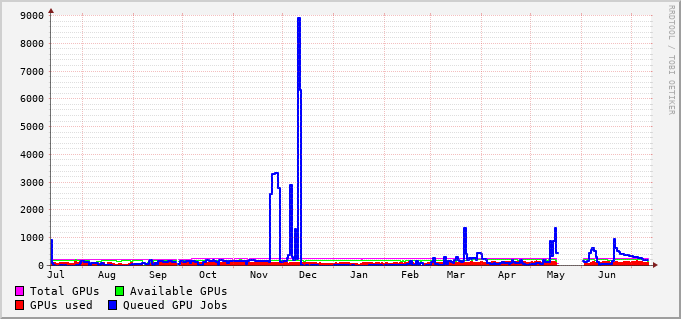 9000
8000
7000
6000
5000
4000
3000
2000
1000
0
Jul Aug Sep Oct Nov Dec Jan Feb Mar Apr May Jun
Total GPUs Available GPUs
GPUs used Queued GPU Jobs
RRDTOOL / TOBI OETIKER